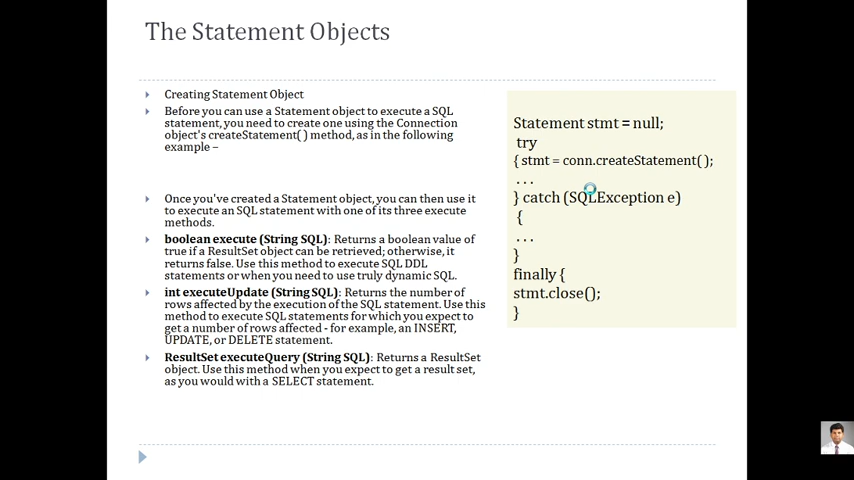 The Statement Objects
Creating Statement Object
Before you can use a Statement object to execute a SQL
statement, you need to create one using the Connection
object's createStatement( ) method, as in the following
example –
Once you've created a Statement object, you can then use it
to execute an SQL statement with one of its three execute
methods.
boolean execute (String SQL): Returns a boolean value of
true if a ResultSet object can be retrieved; otherwise, it
returns false. Use this method to execute SQL DDL
statements or when you need to use truly dynamic SQL.
int executeUpdate (String SQL): Returns the number of
rows affected by the execution of the SQL statement. Use this
method to execute SQL statements for which you expect to
get a number of rows affected - for example, an INSERT,
UPDATE, or DELETE statement.
ResultSet executeQuery (String SQL): Returns a ResultSet
object. Use this method when you expect to get a result set,
as you would with a SELECT statement.
Statement stmt = null;
try
{ stmt = conn.createStatement( );
. . .
} catch (SQLException e)
{
. . .
}
finally {
stmt.close();
}